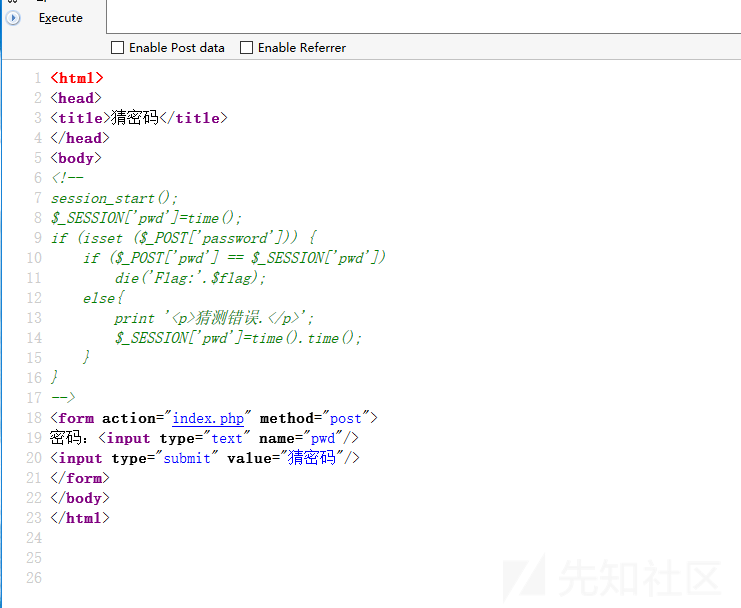 Execute
Enable Post data Enable Referrer
1 <html>
2 <head>
3 <title>猜密码</title>
4 </head>
5 <body>
6 <!--
7 session_start();
8 $_SESSION['pwd']=time();
9 if (isset ($_POST['password'])) {
10 if ($_POST['pwd'] == $_SESSION['pwd'])
11 die('Flag:'.$flag);
12 else{
13 print '<p>猜测错误.</p>';
14 $_SESSION['pwd']=time().time();
15 }
16 }
17 -->
18 <form action="index.php" method="post">
19 密码：<input type="text" name="pwd"/>
20 <input type="submit" value="猜密码"/>
21 </form>
22 </body>
23 </html>
24
25
26
先知社区